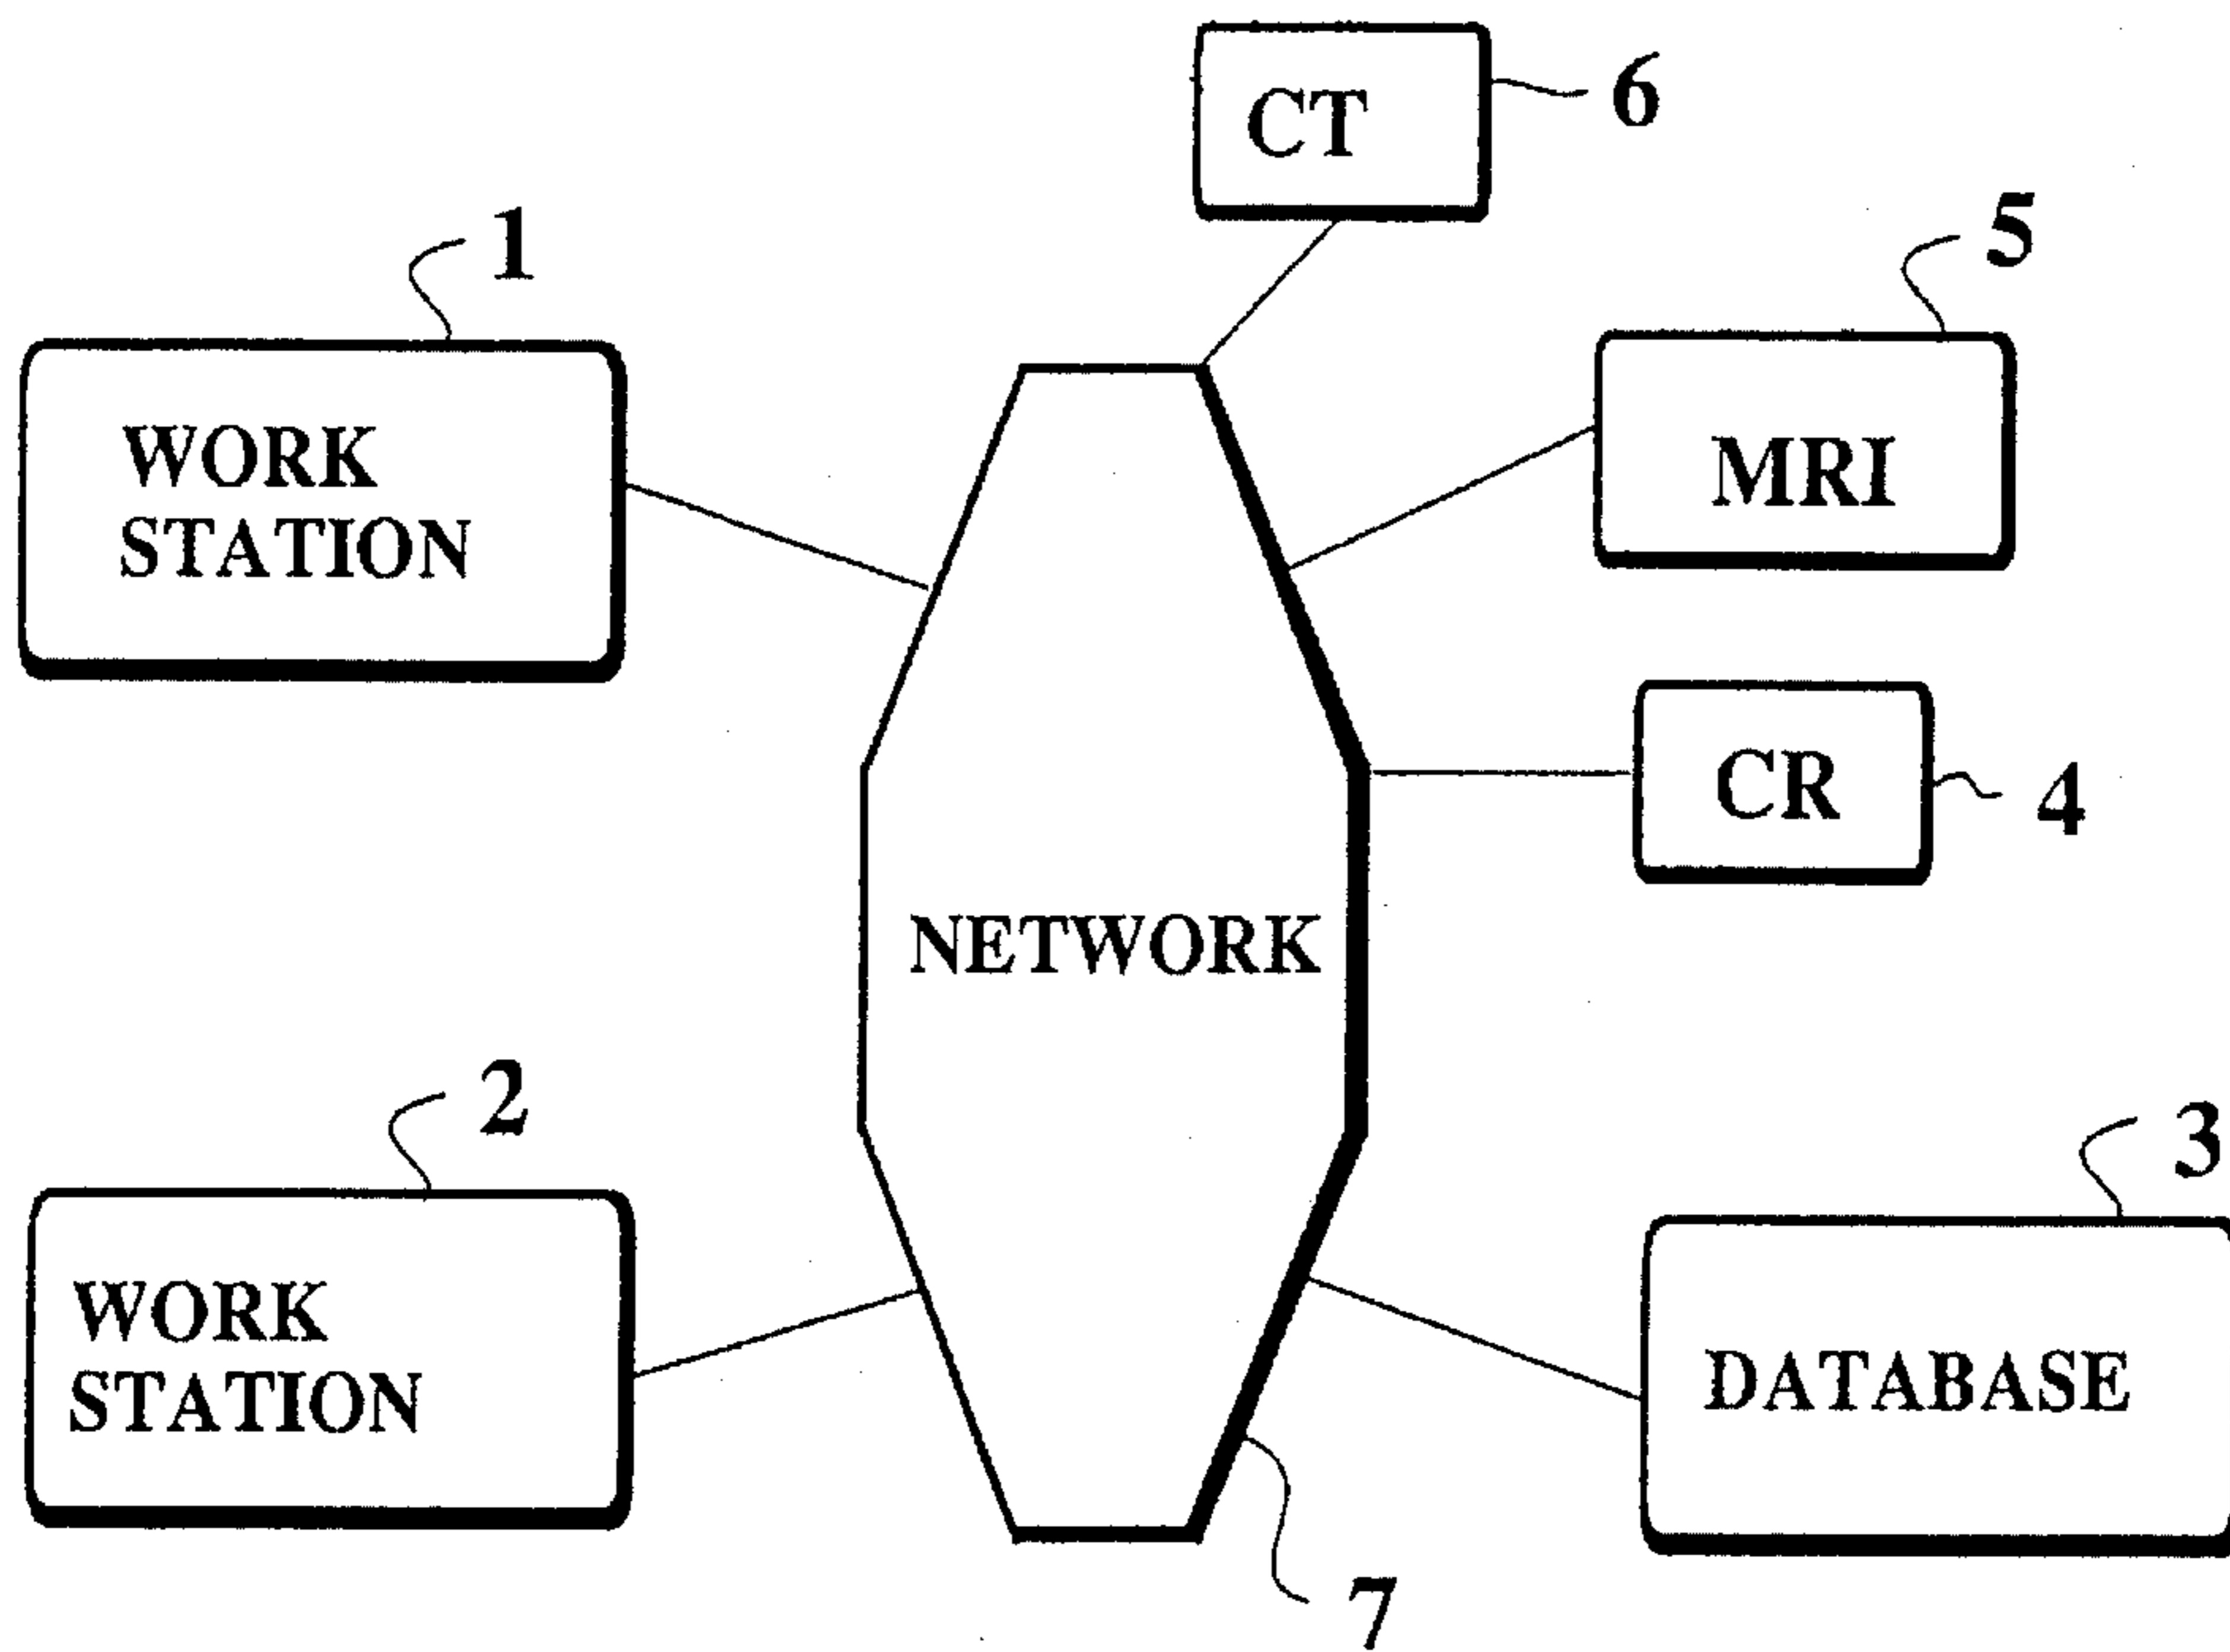 CT
6
1
5
WORK
STATION
MRI
CR
4
NETWORK
2
3
WORK
STATION
DATABASE
7